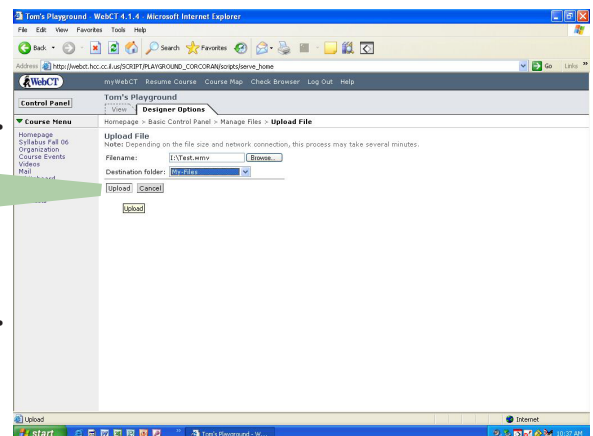 Tom's Playground - WebCT 4.1.4 - Microsoft Internet Explorer
File Edit View Favorites Tools Help
Back Search Favorites
Address http://webct.hcc.cc.il.us/SCRIPT/PLAYGROUND_CORCORAN/scripts/serve_home Go Links »
WebCT myWebCT Resume Course Course Map Check Browser Log Out Help
Control Panel
Tom's Playground
View Designer Options
Course Menu
Homepage > Basic Control Panel > Manage Files > Upload File
Homepage
Syllabus Fall 06
Organization
Course Events
Videos
Mail
Upload File
Note: Depending on the file size and network connection, this process may take several minutes.
Filename: I:\Test.wmv Browse...
Destination folder: My-Files
Upload Cancel
Upload
Upload Internet
start Tom's Playground - W... 10:37 AM